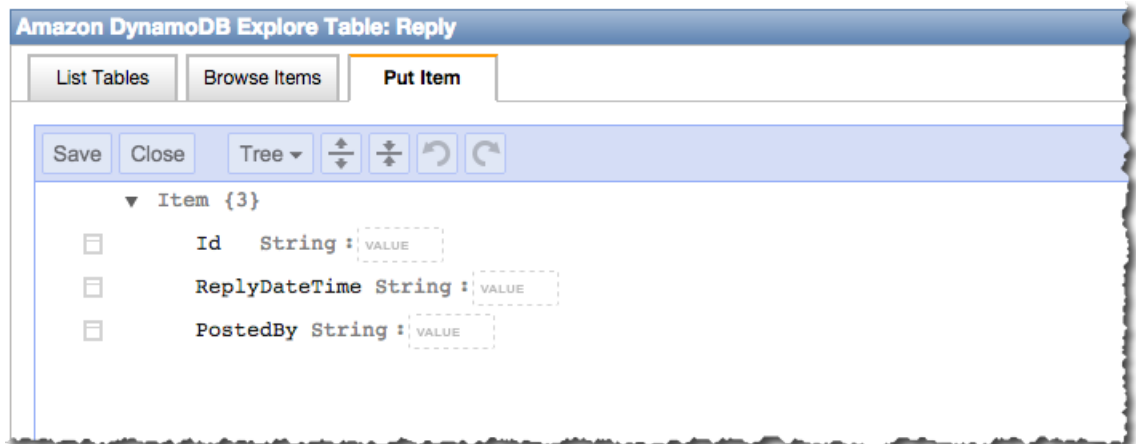 Amazon DynamoDB Explore Table: Reply
List Tables Browse Items Put Item
Save Close Tree
Item {3}
Id String : VALUE
ReplyDateTime String : VALUE
PostedBy String : VALUE